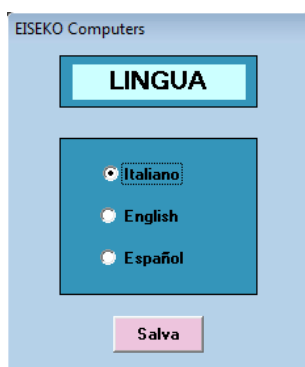 EISEKO Computers
LINGUA
Italiano
English
Español
Salva